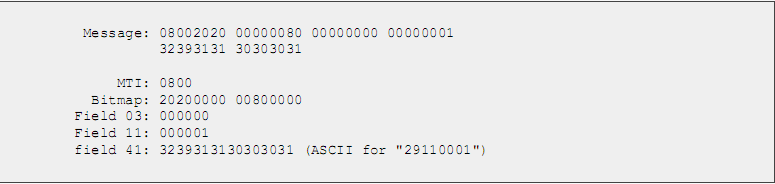 Message: 08002020 00000080 00000000 00000001
32393131 30303031
MTI: 0800
Bitmap: 20200000 00800000
Field 03: 000000
Field 11: 000001
field 41: 3239313130303031 (ASCII for "29110001")